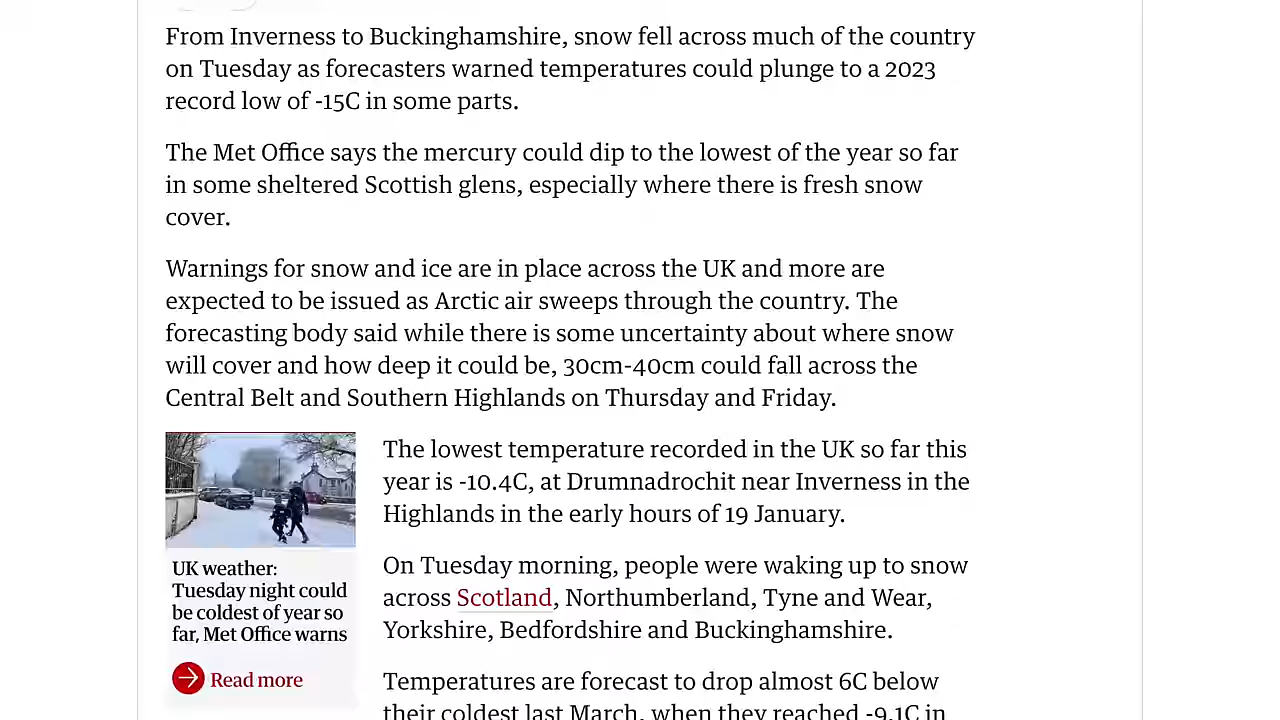 From Inverness to Buckinghamshire, snow fell across much of the country
on Tuesday as forecasters warned temperatures could plunge to a 2023
record low of -15C in some parts.
The Met Office says the mercury could dip to the lowest of the year so far
in some sheltered Scottish glens, especially where there is fresh snow
cover.
Warnings for snow and ice are in place across the UK and more are
expected to be issued as Arctic air sweeps through the country. The
forecasting body said while there is some uncertainty about where snow
will cover and how deep it could be, 30cm-40cm could fall across the
Central Belt and Southern Highlands on Thursday and Friday.
UK weather:
Tuesday night could
be coldest of year so
far, Met Office warns
Read more
The lowest temperature recorded in the UK so far this
year is -10.4C, at Drumnadrochit near Inverness in the
Highlands in the early hours of 19 January.
On Tuesday morning, people were waking up to snow
across Scotland, Northumberland, Tyne and Wear,
Yorkshire, Bedfordshire and Buckinghamshire.
Temperatures are forecast to drop almost 6C below
their coldest last March, when they reached -9.1C in